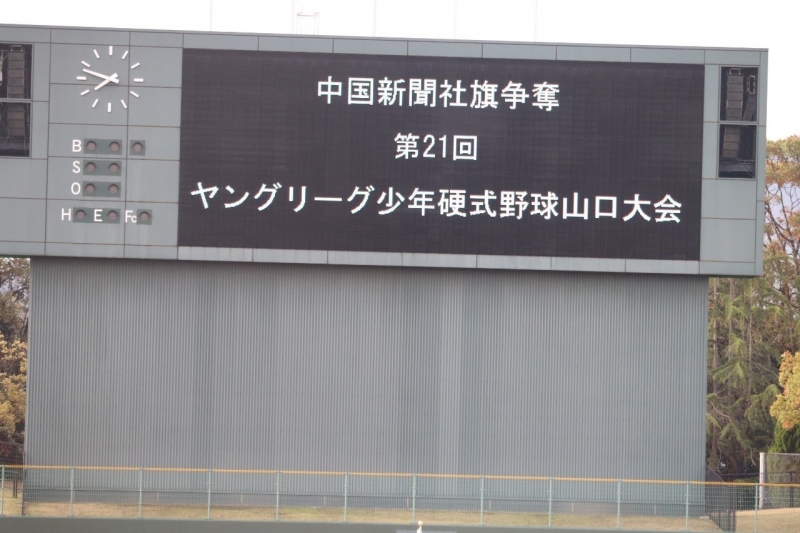 中国新聞社旗争奪
第21回
ヤングリーグ少年硬式野球山口大会
B
S
O
H E Fc